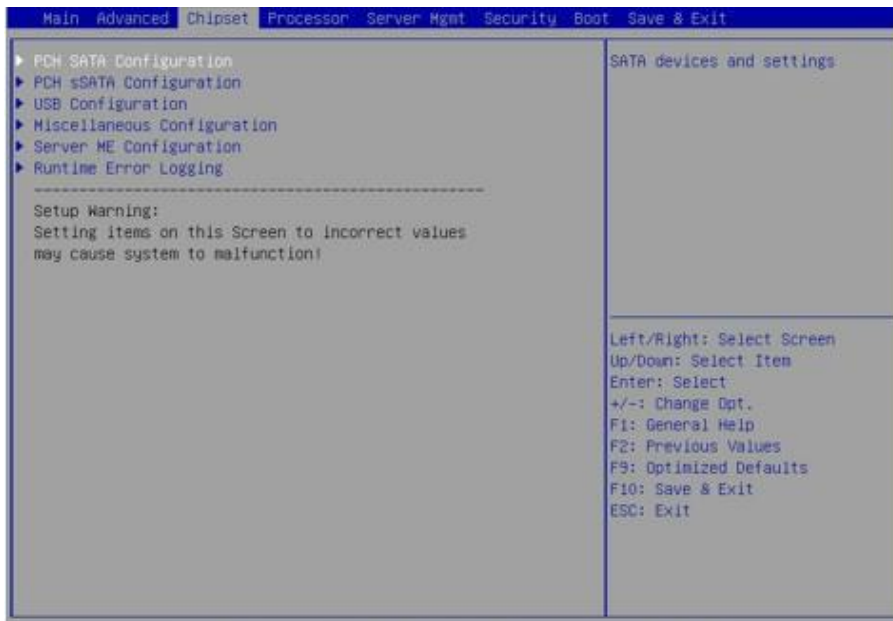 Main Advanced Chipset Processor Server Mgmt Security Boot Save & Exit
PCH SATA Configuration
PCH sSATA Configuration
USB Configuration
Miscellaneous Configuration
Server ME Configuration
Runtime Error Logging
------------------------------------------------
Setup Warning:
Setting items on this Screen to incorrect values
may cause system to malfunction!
SATA devices and settings
Left/Right: Select Screen
Up/Down: Select Item
Enter: Select
+/-: Change Opt.
F1: General Help
F2: Previous Values
F9: Optimized Defaults
F10: Save & Exit
ESC: Exit